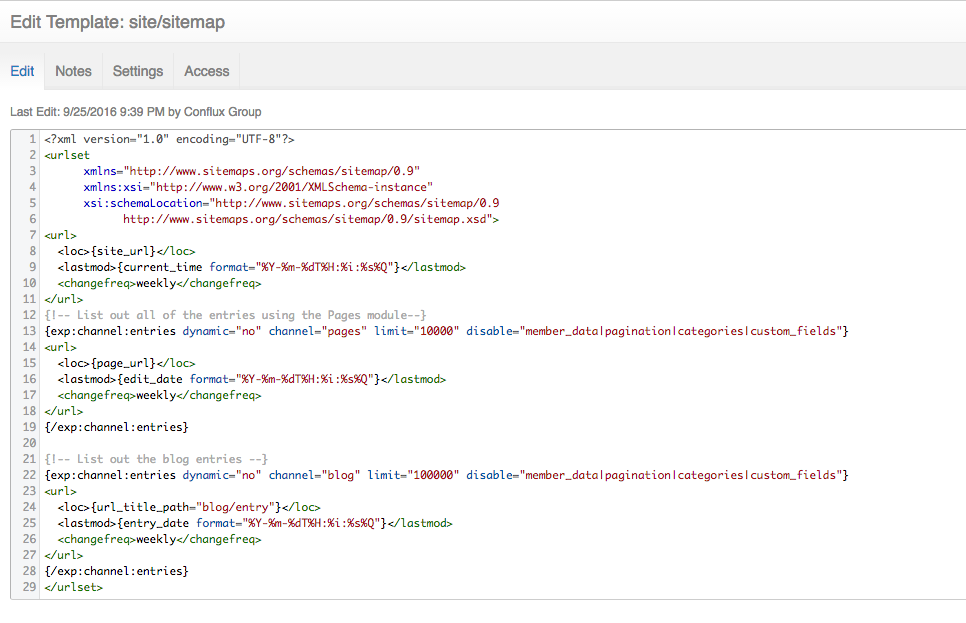 Edit Template: site/sitemap
Edit Notes Settings Access
Last Edit: 9/25/2016 9:39 PM by Conflux Group
1 <?xml version="1.0" encoding="UTF-8"?>
2 <urlset
3       xmlns="http://www.sitemaps.org/schemas/sitemap/0.9"
4       xmlns:xsi="http://www.w3.org/2001/XMLSchema-instance"
5       xsi:schemaLocation="http://www.sitemaps.org/schemas/sitemap/0.9
6             http://www.sitemaps.org/schemas/sitemap/0.9/sitemap.xsd">
7 <url>
8   <loc>{site_url}</loc>
9   <lastmod>{current_time format="%Y-%m-%dT%H:%i:%s%Q"}</lastmod>
10   <changefreq>weekly</changefreq>
11 </url>
12 {!-- List out all of the entries using the Pages module--}
13 {exp:channel:entries dynamic="no" channel="pages" limit="10000" disable="member_data|pagination|categories|custom_fields"}
14 <url>
15   <loc>{page_url}</loc>
16   <lastmod>{edit_date format="%Y-%m-%dT%H:%i:%s%Q"}</lastmod>
17   <changefreq>weekly</changefreq>
18 </url>
19 {/exp:channel:entries}
20
21 {!-- List out the blog entries --}
22 {exp:channel:entries dynamic="no" channel="blog" limit="100000" disable="member_data|pagination|categories|custom_fields"}
23 <url>
24   <loc>{url_title_path="blog/entry"}</loc>
25   <lastmod>{entry_date format="%Y-%m-%dT%H:%i:%s%Q"}</lastmod>
26   <changefreq>weekly</changefreq>
27 </url>
28 {/exp:channel:entries}
29 </urlset>